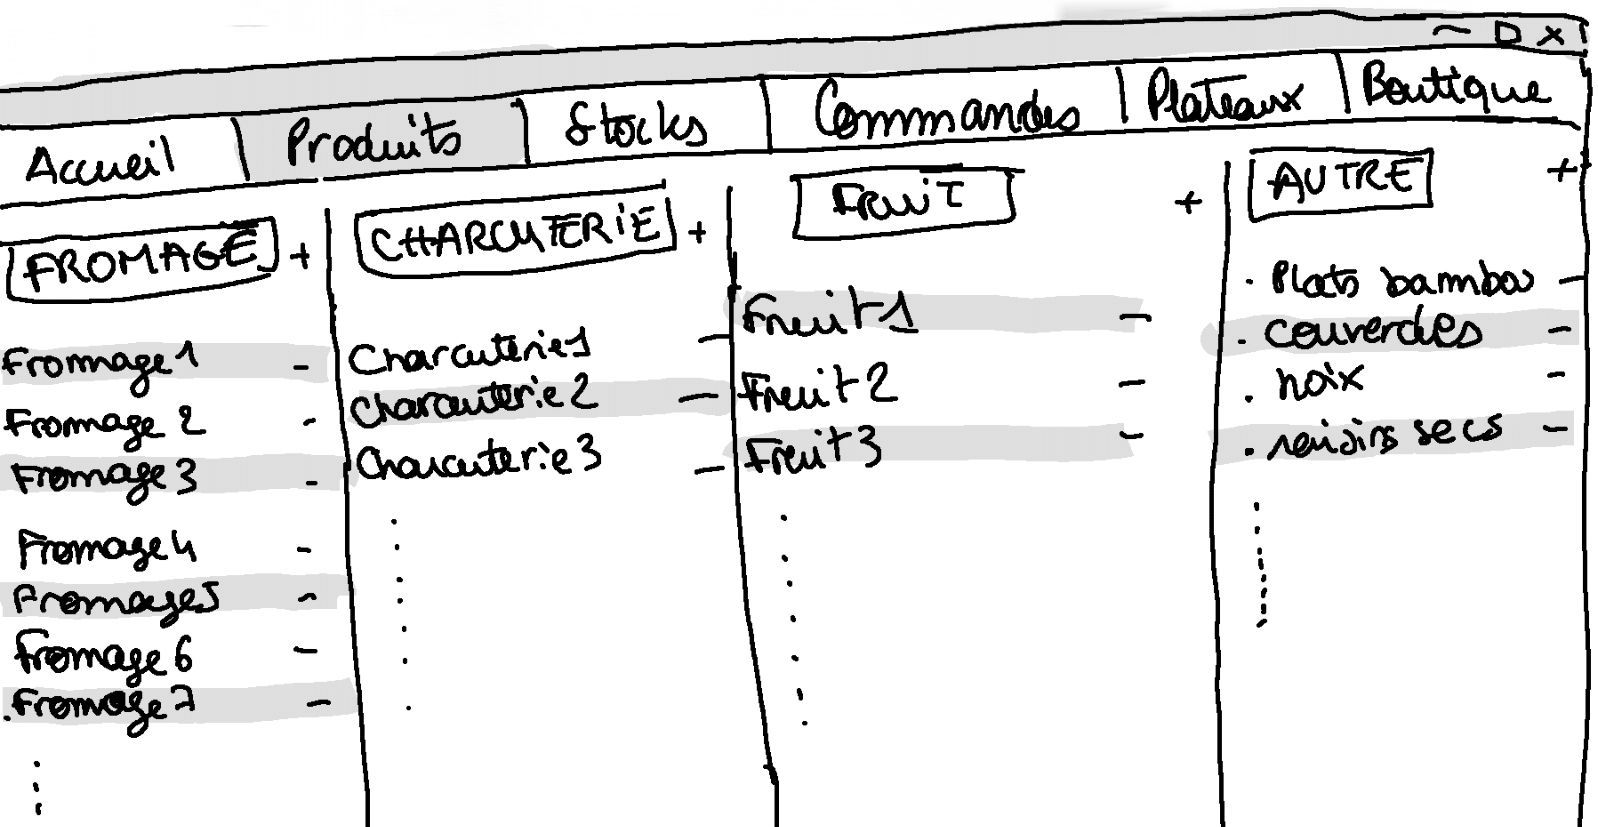 Accueil Produits Stocks Commandes Plateaux Boutique
FROMAGE +
Fromage 1 -
Fromage 2 -
Fromage 3 -
Fromage 4 -
Fromage 5 -
Fromage 6 -
Fromage 7 -
CHARCUTERIE +
Charcuterie 1 -
Charcuterie 2 -
Charcuterie 3 -
Fruit +
Fruit 1 -
Fruit 2 -
Fruit 3 -
AUTRE +
. Plats bambou -
. couvercles -
. noix -
. raisins secs -